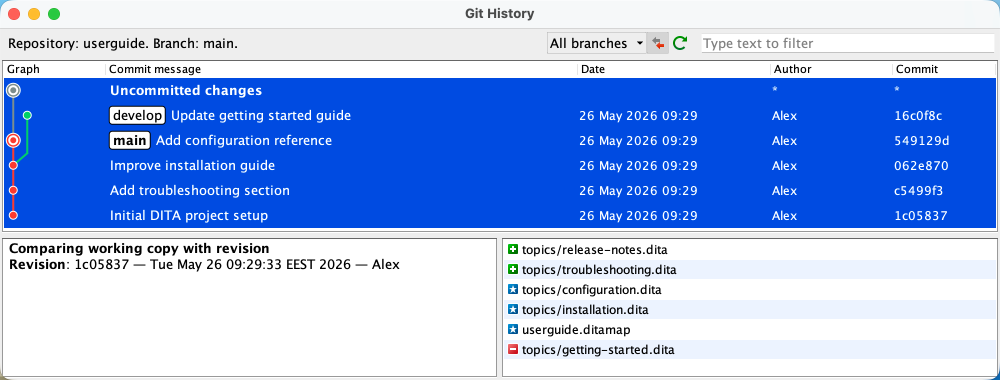 Git History
Repository: userguide. Branch: main.
All branches
Type text to filter
Graph Commit message Date Author Commit
Uncommitted changes * *
develop Update getting started guide 26 May 2026 09:29 Alex 16c0f8c
main Add configuration reference 26 May 2026 09:29 Alex 549129d
Improve installation guide 26 May 2026 09:29 Alex 062e870
Add troubleshooting section 26 May 2026 09:29 Alex c5499f3
Initial DITA project setup 26 May 2026 09:29 Alex 1c05837
Comparing working copy with revision
Revision: 1c05837 — Tue May 26 09:29:33 EEST 2026 — Alex
topics/release-notes.dita
topics/troubleshooting.dita
topics/configuration.dita
topics/installation.dita
userguide.ditamap
topics/getting-started.dita